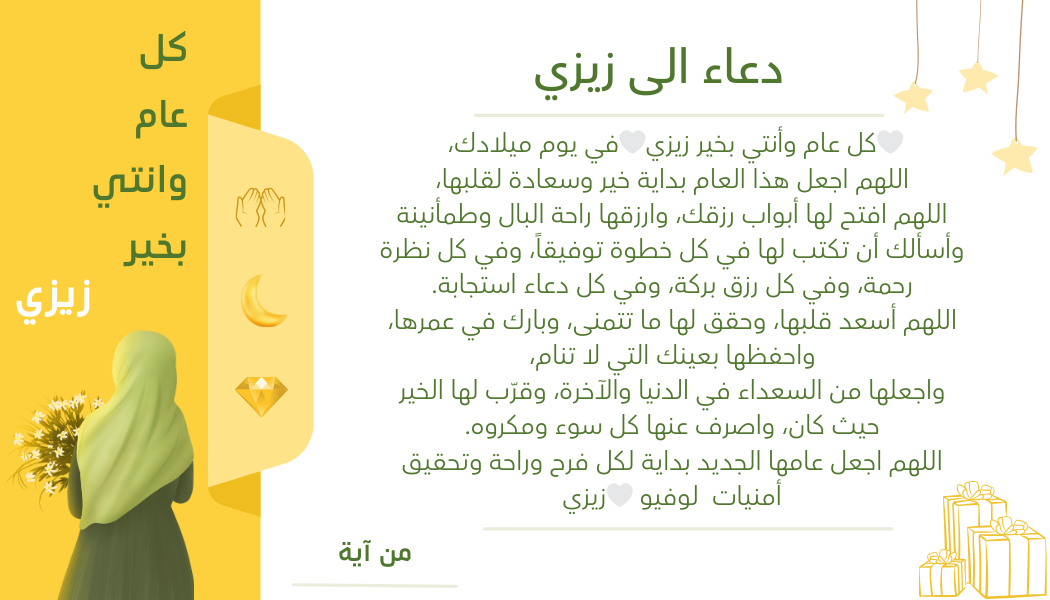 كل
عام
وانتي
بخير
زيزي
دعاء الى زيزي
🤍كل عام وأنتي بخير زيزي🤍في يوم ميلادك،
اللهم اجعل هذا العام بداية خير وسعادة لقلبها،
اللهم افتح لها أبواب رزقك، وارزقها راحة البال وطمأنينة
وأسألك أن تكتب لها في كل خطوة توفيقاً، وفي كل نظرة
رحمة، وفي كل رزق بركة، وفي كل دعاء استجابة.
اللهم أسعد قلبها، وحقق لها ما تتمنى، وبارك في عمرها،
واحفظها بعينك التي لا تنام،
واجعلها من السعداء في الدنيا والآخرة، وقرّب لها الخير
حيث كان، واصرف عنها كل سوء ومكروه.
اللهم اجعل عامها الجديد بداية لكل فرح وراحة وتحقيق
أمنيات لوفيو 🤍زيزي
من آية